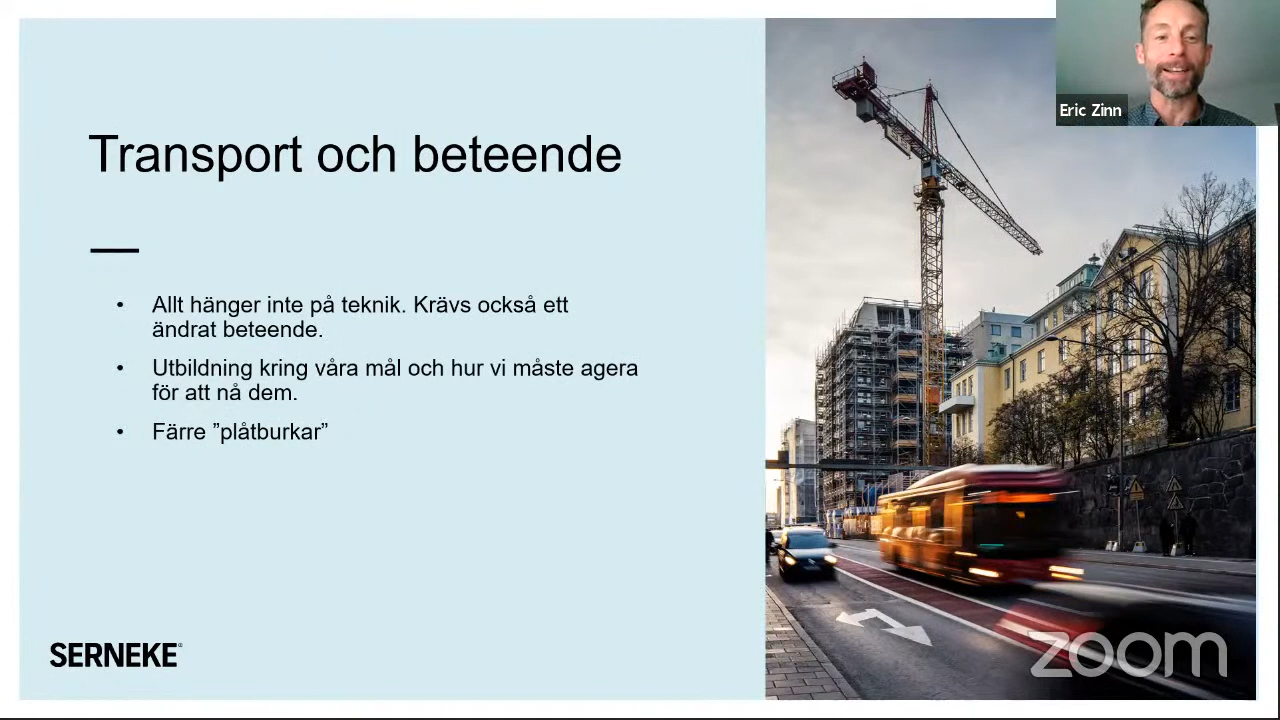 Transport och beteende
• Allt hänger inte på teknik. Krävs också ett
ändrat beteende.
• Utbildning kring våra mål och hur vi måste agera
för att nå dem.
• Färre ”plåtburkar”
SERNEKE
Eric Zinn
zoom